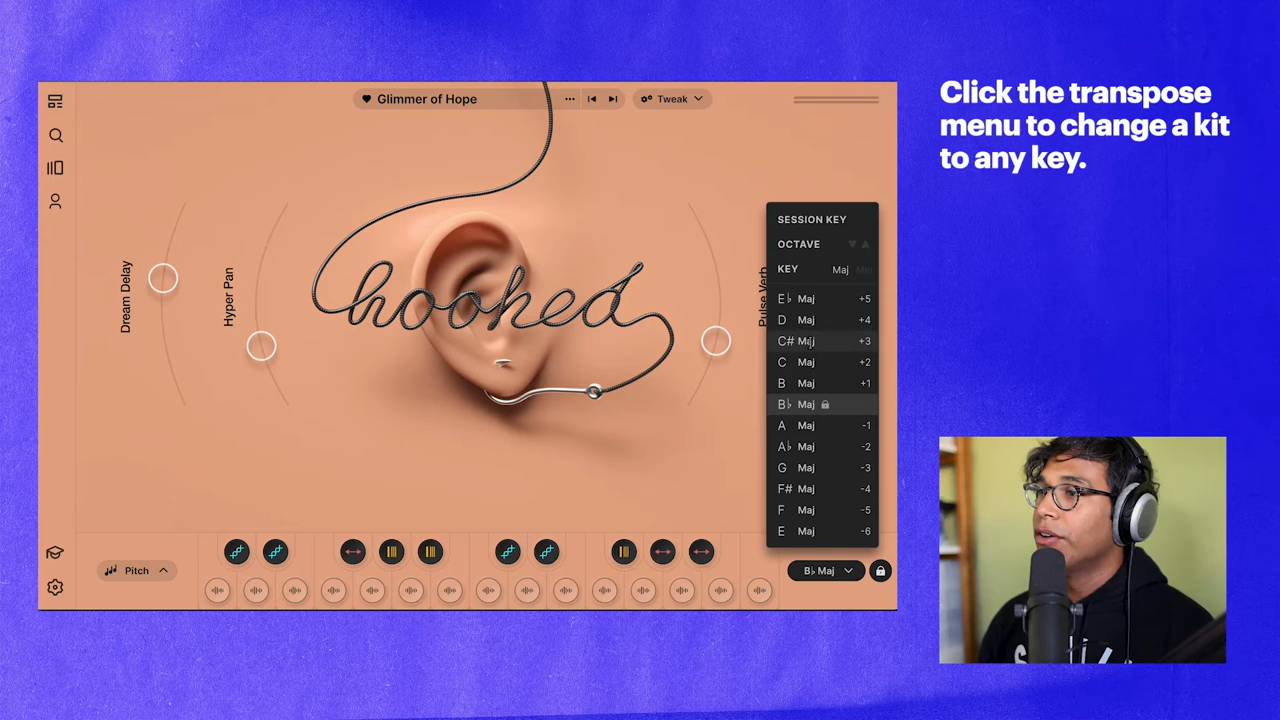 Glimmer of Hope
Tweak
Click the transpose
menu to change a kit
to any key.
Dream Delay
Hyper Pan
hooked
Pulse Verb
SESSION KEY
OCTAVE
KEY Maj Min
E♭ Maj +5
D Maj +4
C# Maj +3
C Maj +2
B Maj +1
B♭ Maj
A Maj -1
A♭ Maj -2
G Maj -3
F# Maj -4
F Maj -5
E Maj -6
Pitch
B♭ Maj